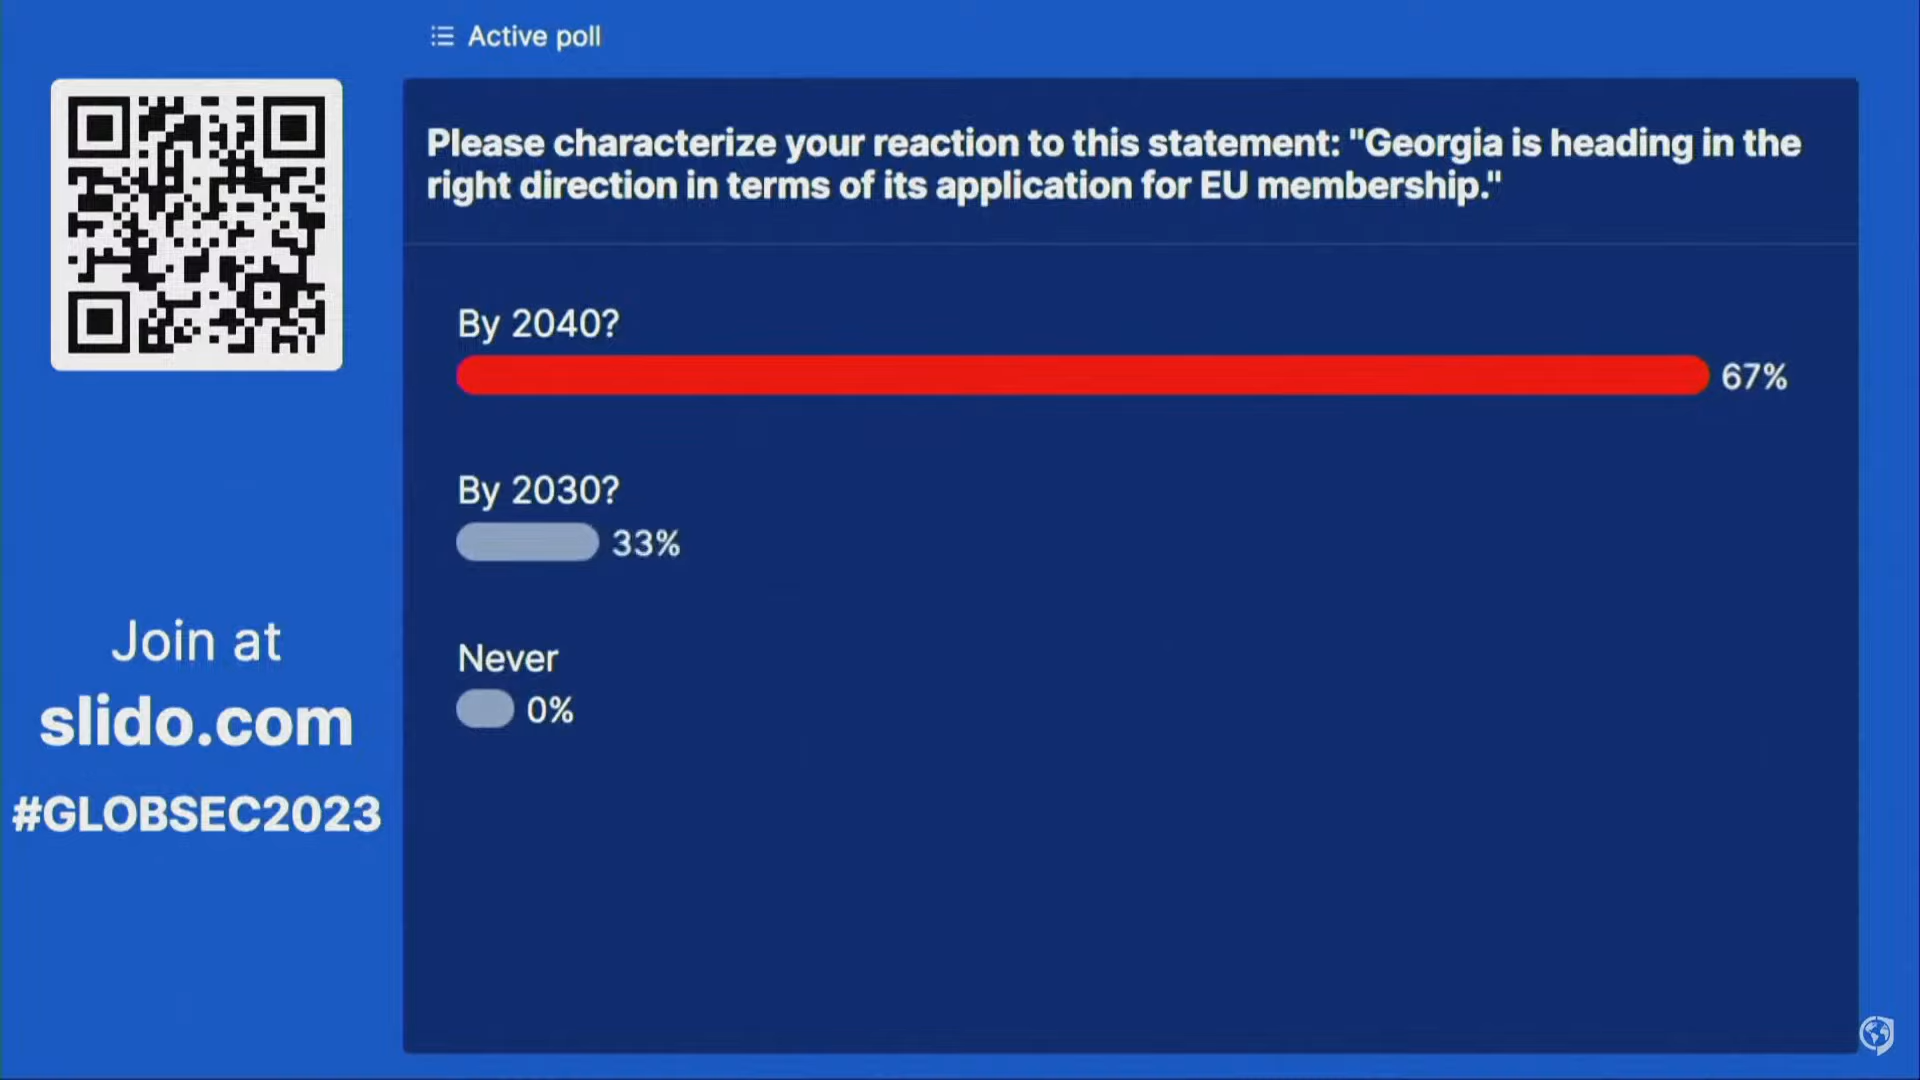 Active poll
Please characterize your reaction to this statement: "Georgia is heading in the
right direction in terms of its application for EU membership."
By 2040?
67%
By 2030?
33%
Never
0%
Join at
slido.com
#GLOBSEC2023